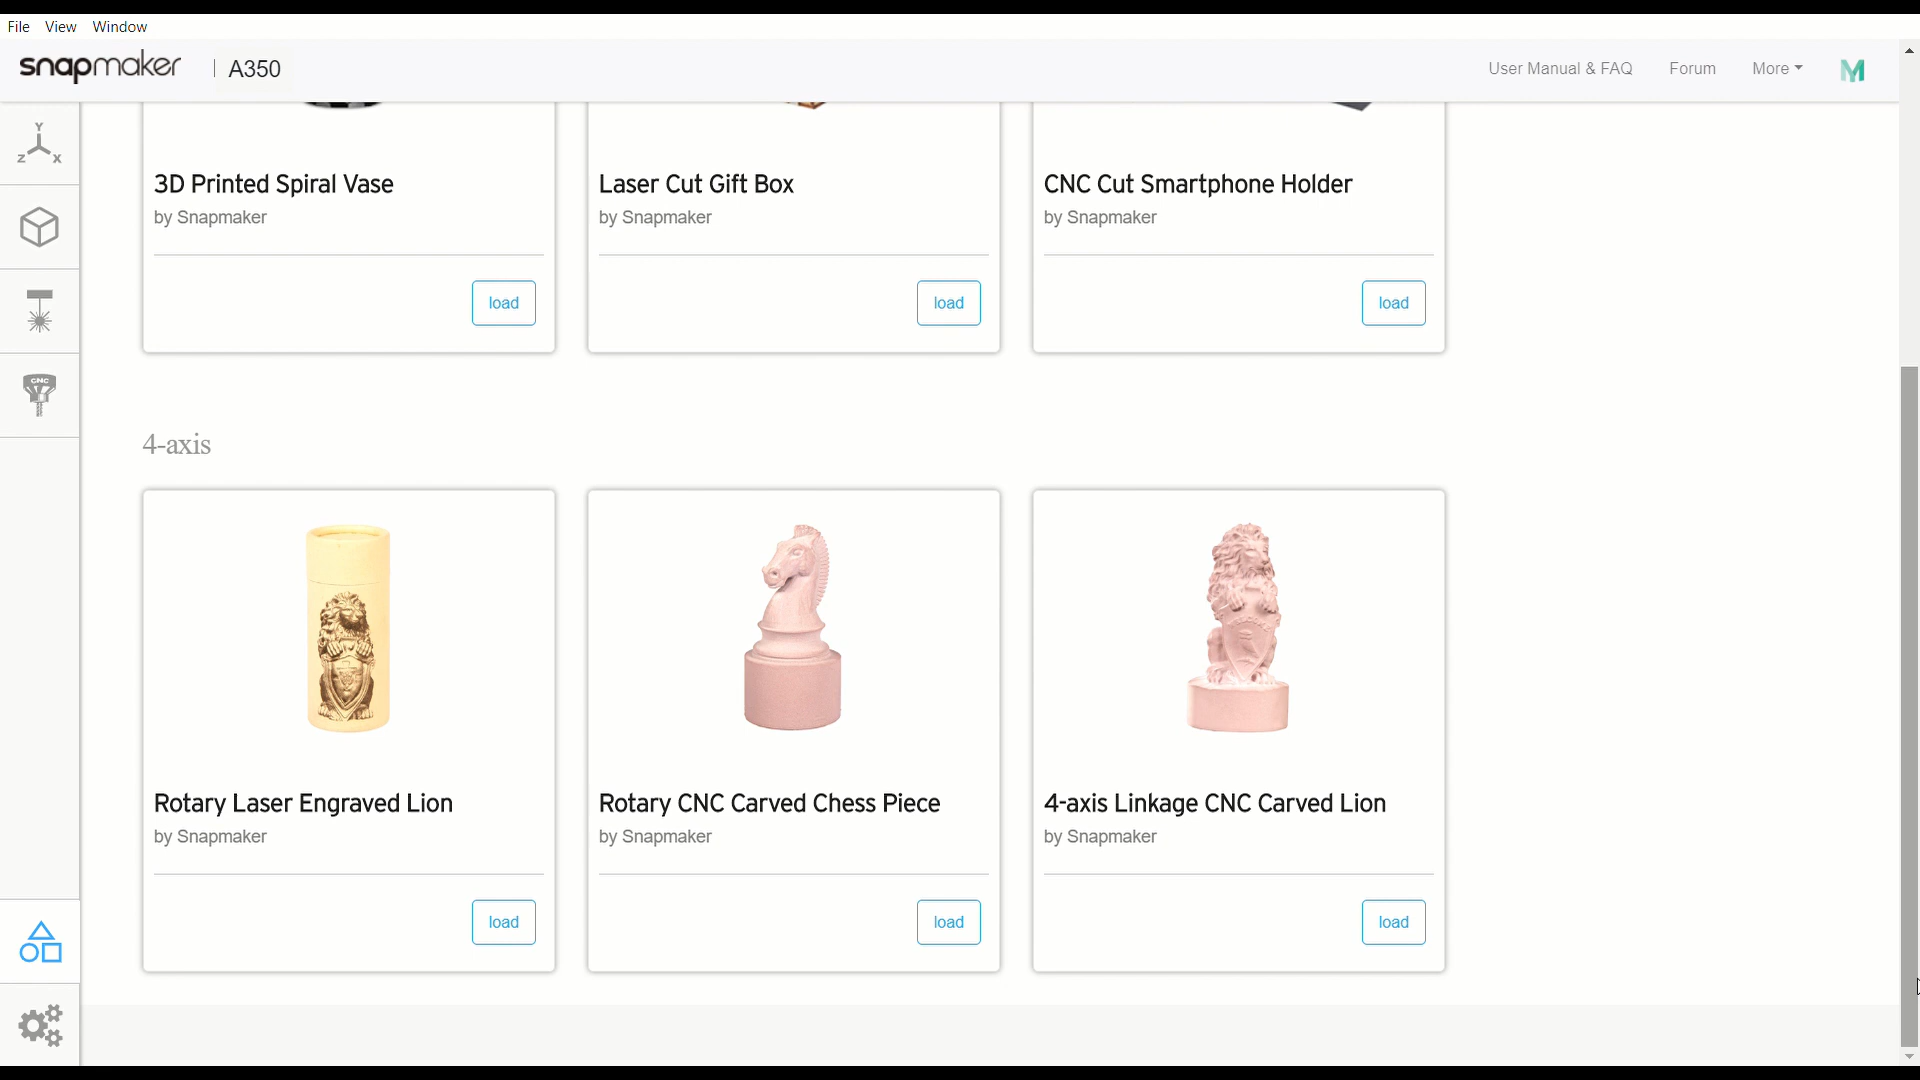 File View Window
snapmaker | A350 User Manual & FAQ Forum More
Y
Z X
3D Printed Spiral Vase
by Snapmaker
load
Laser Cut Gift Box
by Snapmaker
load
CNC Cut Smartphone Holder
by Snapmaker
load
CNC
4-axis
Rotary Laser Engraved Lion
by Snapmaker
load
Rotary CNC Carved Chess Piece
by Snapmaker
load
4-axis Linkage CNC Carved Lion
by Snapmaker
load